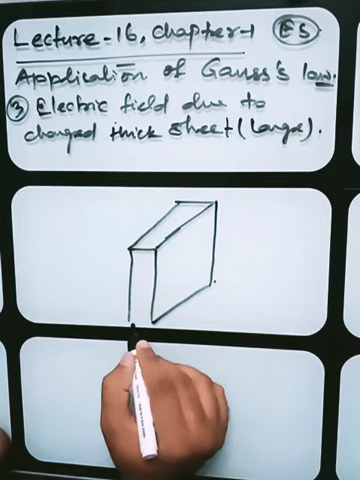 Lecture-16, chapter-1 ES
Application of Gauss's law.
③ Electric field due to
charged thick sheet (large).